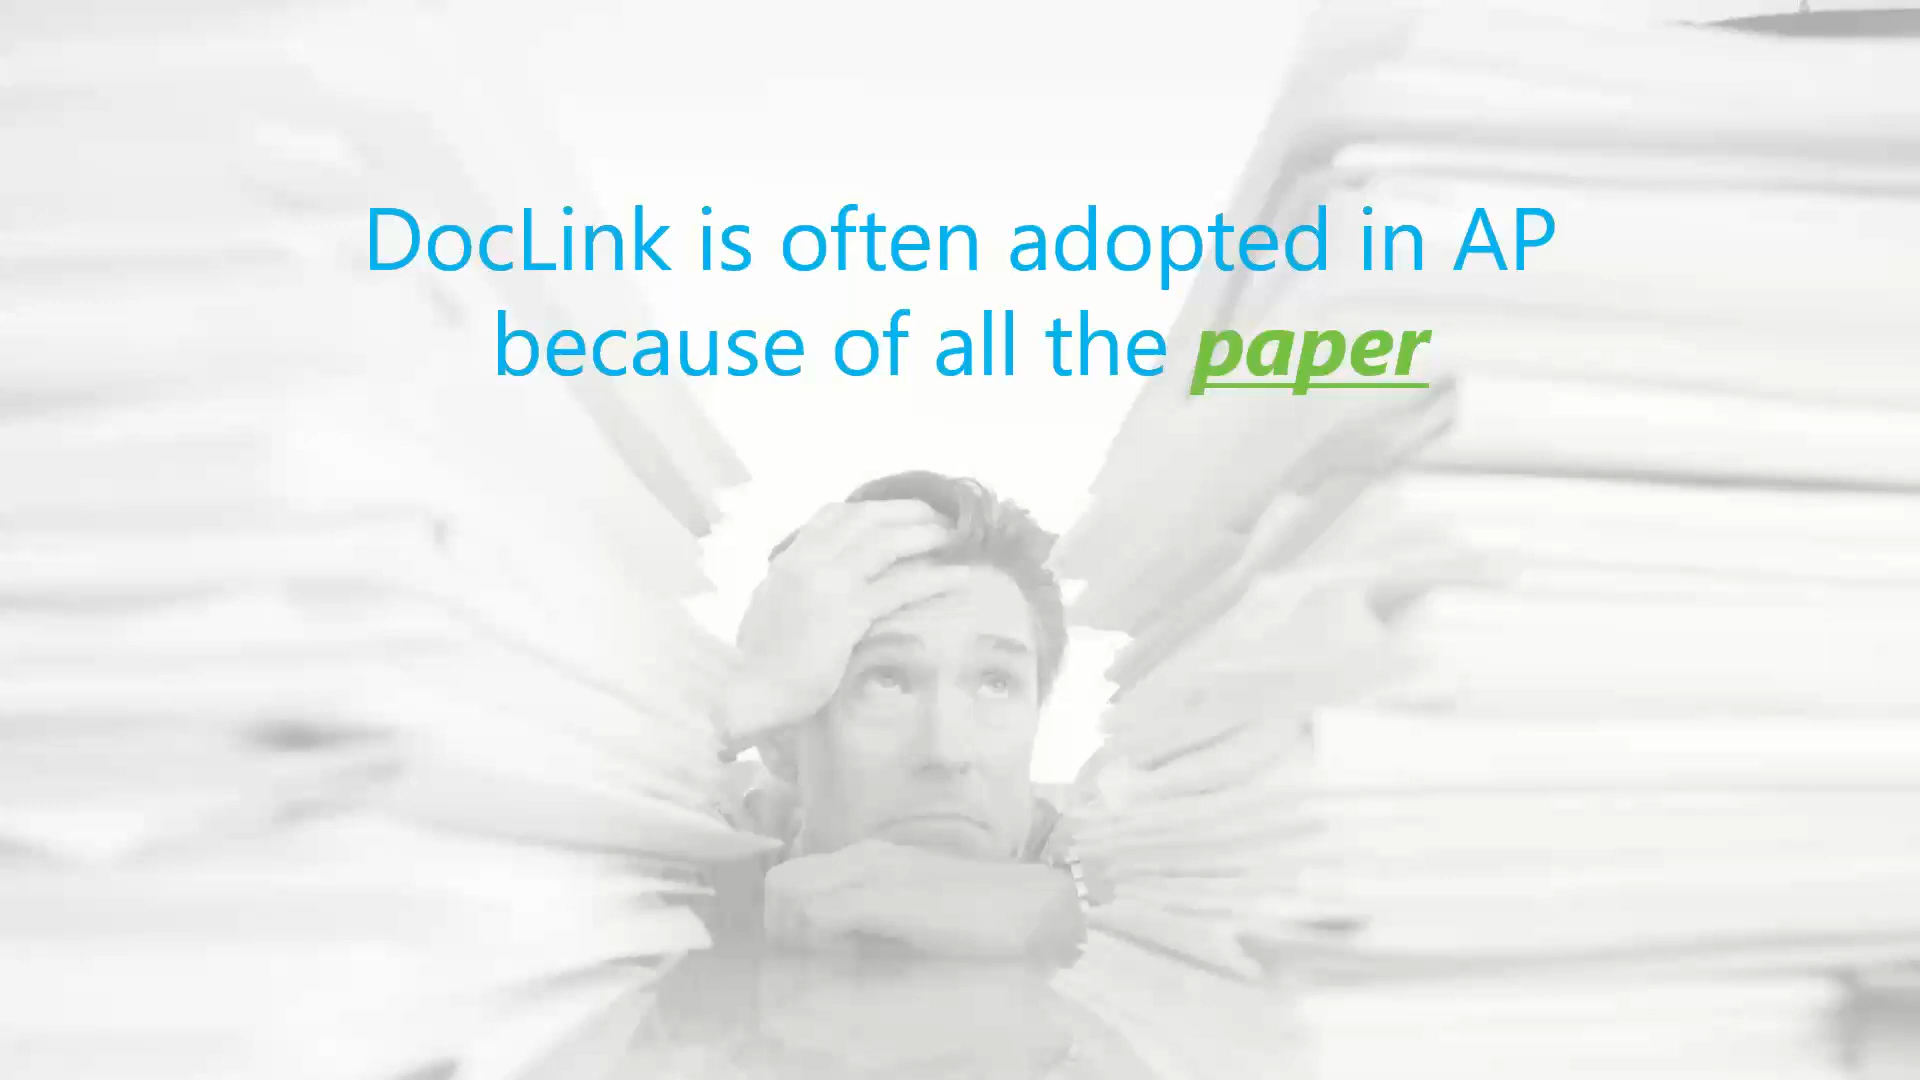 DocLink is often adopted in AP
because of all the paper